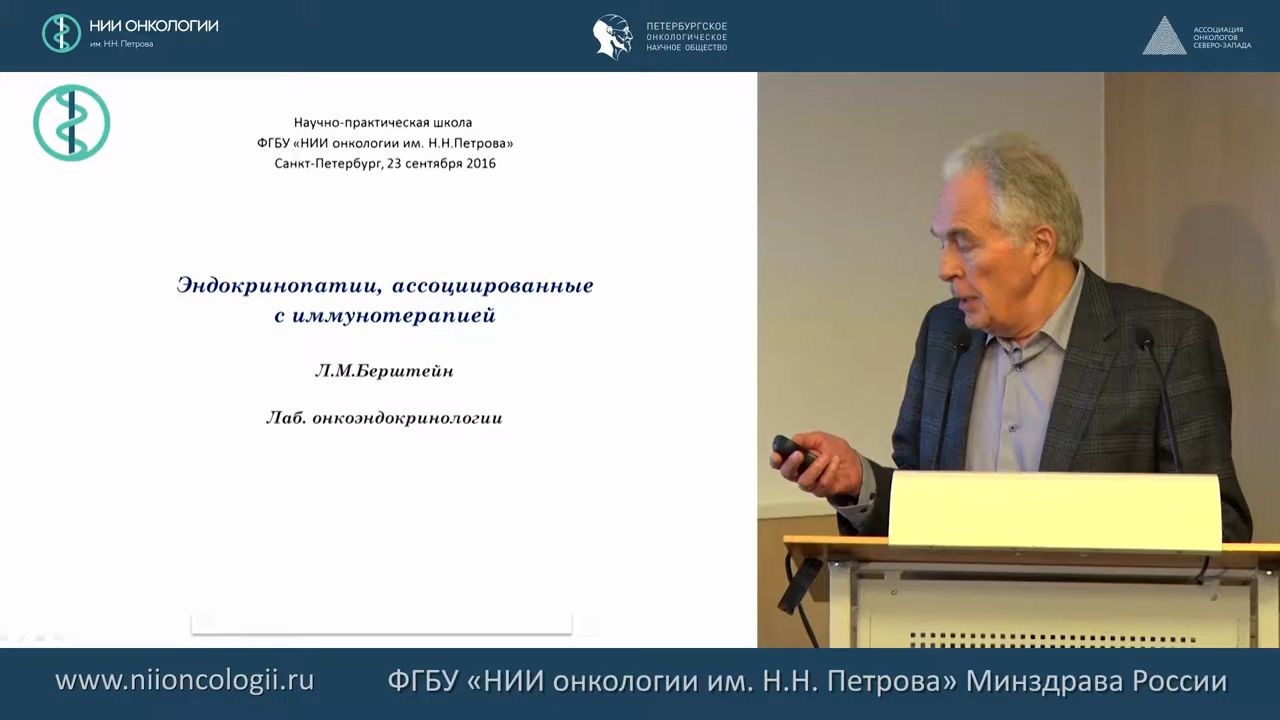 НИИ ОНКОЛОГИИ
им. Н.Н. Петрова
ПЕТЕРБУРГСКОЕ
ОНКОЛОГИЧЕСКОЕ
НАУЧНОЕ ОБЩЕСТВО
АССОЦИАЦИЯ
ОНКОЛОГОВ
СЕВЕРО-ЗАПАДА
Научно-практическая школа
ФГБУ «НИИ онкологии им. Н.Н.Петрова»
Санкт-Петербург, 23 сентября 2016
Эндокринопатии, ассоциированные
с иммунотерапией
Л.М.Берштейн
Лаб. онкоэндокринологии
www.niioncologii.ru
ФГБУ «НИИ онкологии им. Н.Н. Петрова» Минздрава России